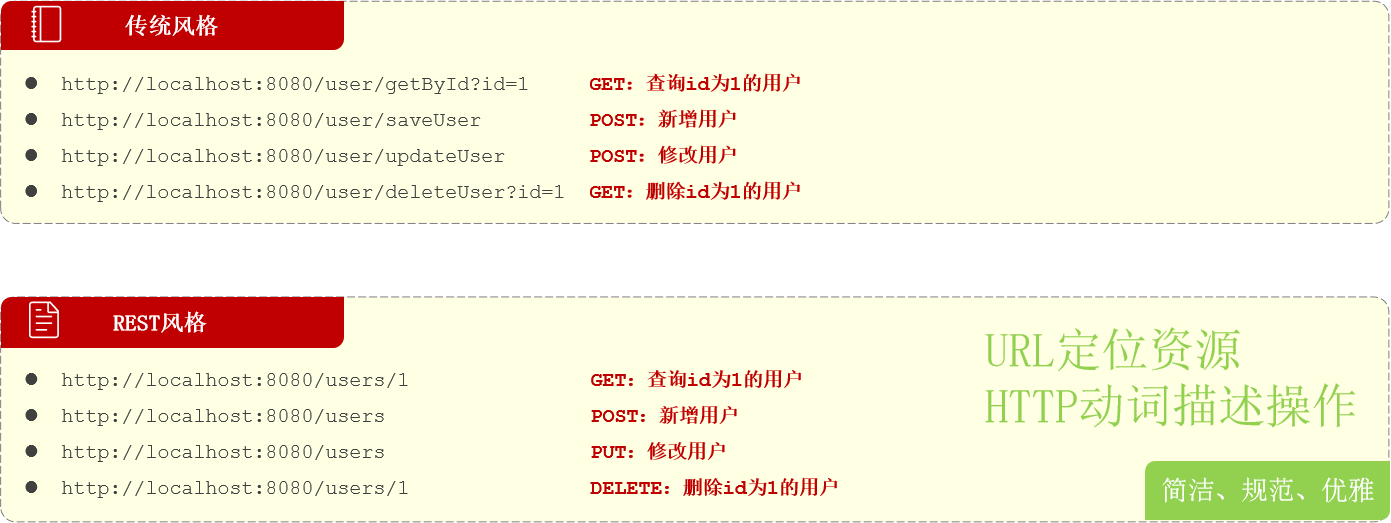 传统风格
http://localhost:8080/user/getById?id=1 GET：查询id为1的用户
http://localhost:8080/user/saveUser POST：新增用户
http://localhost:8080/user/updateUser POST：修改用户
http://localhost:8080/user/deleteUser?id=1 GET：删除id为1的用户
REST风格
http://localhost:8080/users/1 GET：查询id为1的用户
http://localhost:8080/users POST：新增用户
http://localhost:8080/users PUT：修改用户
http://localhost:8080/users/1 DELETE：删除id为1的用户
URL定位资源
HTTP动词描述操作
简洁、规范、优雅